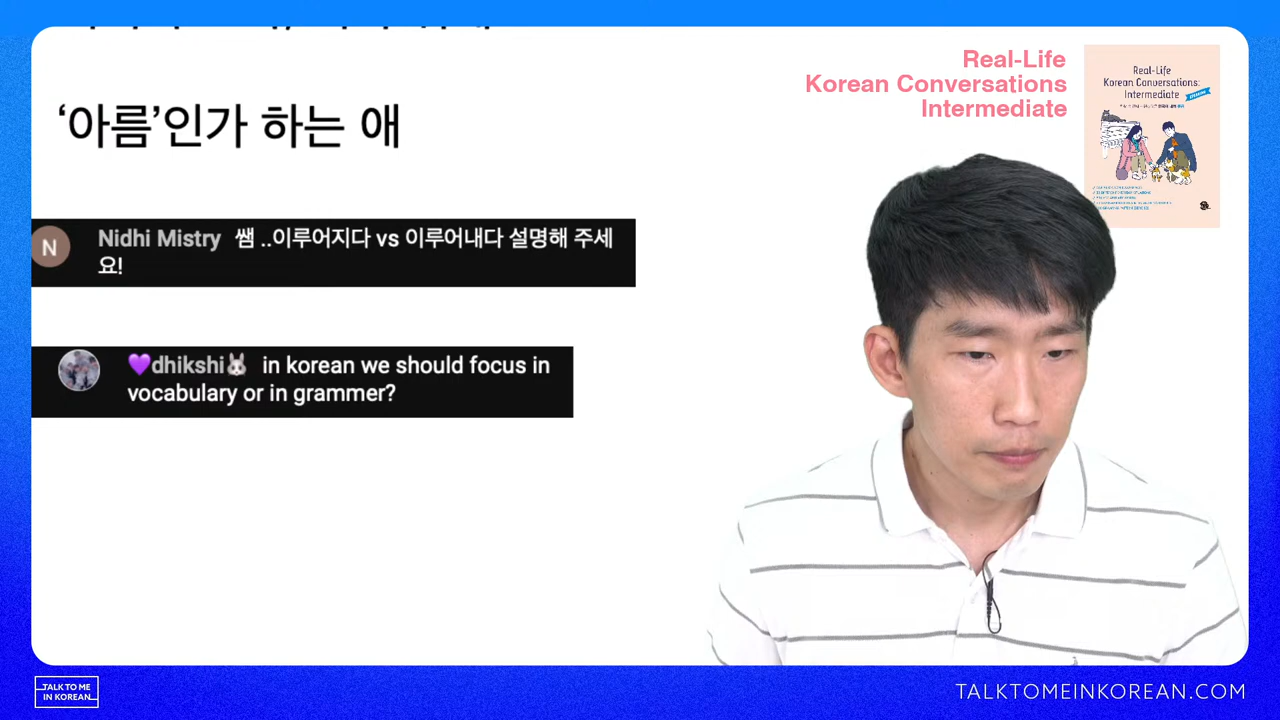 ‘아름’인가 하는 애
Real-Life
Korean Conversations
Intermediate
Real-Life
Korean Conversations:
Intermediate
N
Nidhi Mistry 쌤 ..이루어지다 vs 이루어내다 설명해 주세
요!
💜dhikshi🐰 in korean we should focus in
vocabulary or in grammer?
TALK TO ME
IN KOREAN
TALKTOMEINKOREAN.COM